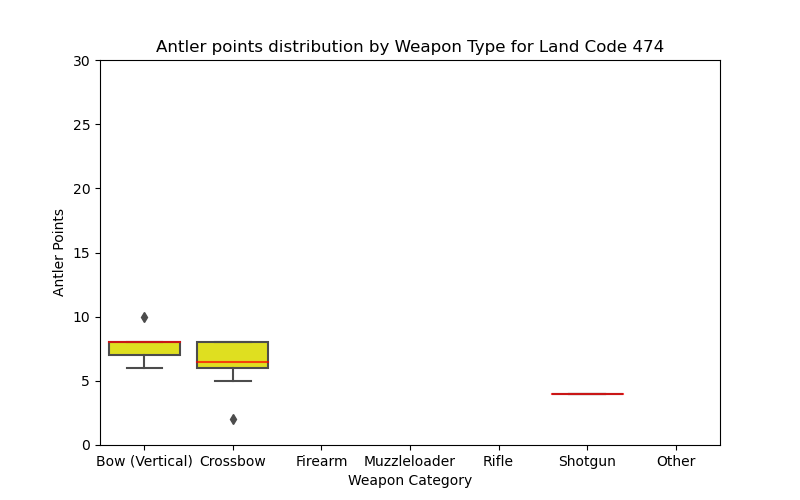 Antler points distribution by Weapon Type for Land Code 474
30
25
20
15
10
5
0
Antler Points
Bow (Vertical) Crossbow Firearm Muzzleloader Rifle Shotgun Other
Weapon Category